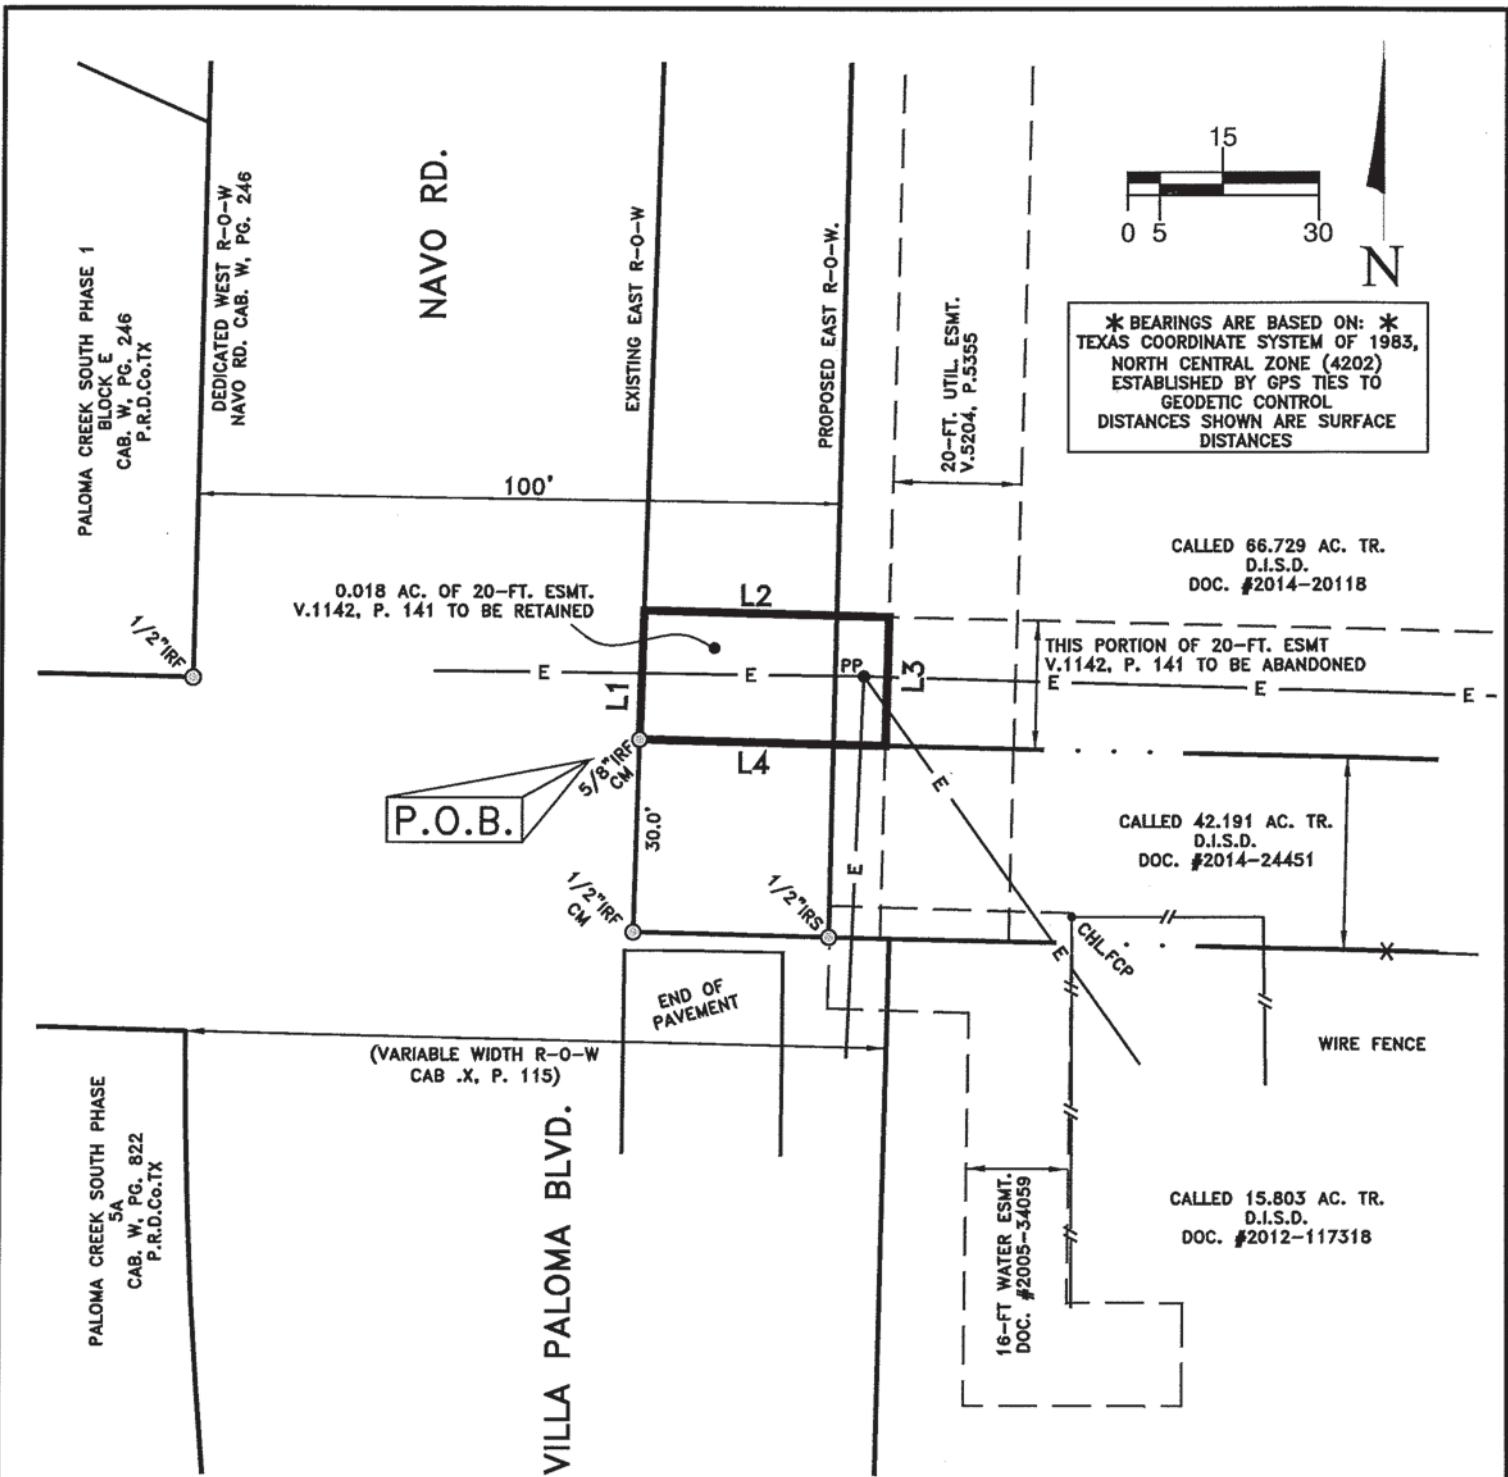 PALOMA CREEK SOUTH PHASE 1
BLOCK E
CAB. W, PG. 246
P.R.D.Co.TX
DEDICATED WEST R-O-W
NAVO RD. CAB. W, PG. 246
NAVO RD.
EXISTING EAST R-O-W
PROPOSED EAST R-O-W.
20-FT. UTIL. ESMT.
V.5204, P.5355
15
0 5 30
N
* BEARINGS ARE BASED ON: *
TEXAS COORDINATE SYSTEM OF 1983,
NORTH CENTRAL ZONE (4202)
ESTABLISHED BY GPS TIES TO
GEODETIC CONTROL
DISTANCES SHOWN ARE SURFACE
DISTANCES
100'
CALLED 66.729 AC. TR.
D.I.S.D.
DOC. #2014-20118
0.018 AC. OF 20-FT. ESMT.
V.1142, P. 141 TO BE RETAINED
L2
1/2"IRF
THIS PORTION OF 20-FT. ESMT
V.1142, P. 141 TO BE ABANDONED
E
E
PP
E
E
E -
L1
L3
L4
5/8"IRF
CM
P.O.B.
30.0'
E
E
CALLED 42.191 AC. TR.
D.I.S.D.
DOC. #2014-24451
1/2"IRF
CM
1/2"IRS
CHL.FCP
E
END OF
PAVEMENT
(VARIABLE WIDTH R-O-W
CAB .X, P. 115)
WIRE FENCE
PALOMA CREEK SOUTH PHASE
5A
CAB. W, PG. 822
P.R.D.Co.TX
VILLA PALOMA BLVD.
16-FT WATER ESMT.
DOC. #2005-34059
CALLED 15.803 AC. TR.
D.I.S.D.
DOC. #2012-117318